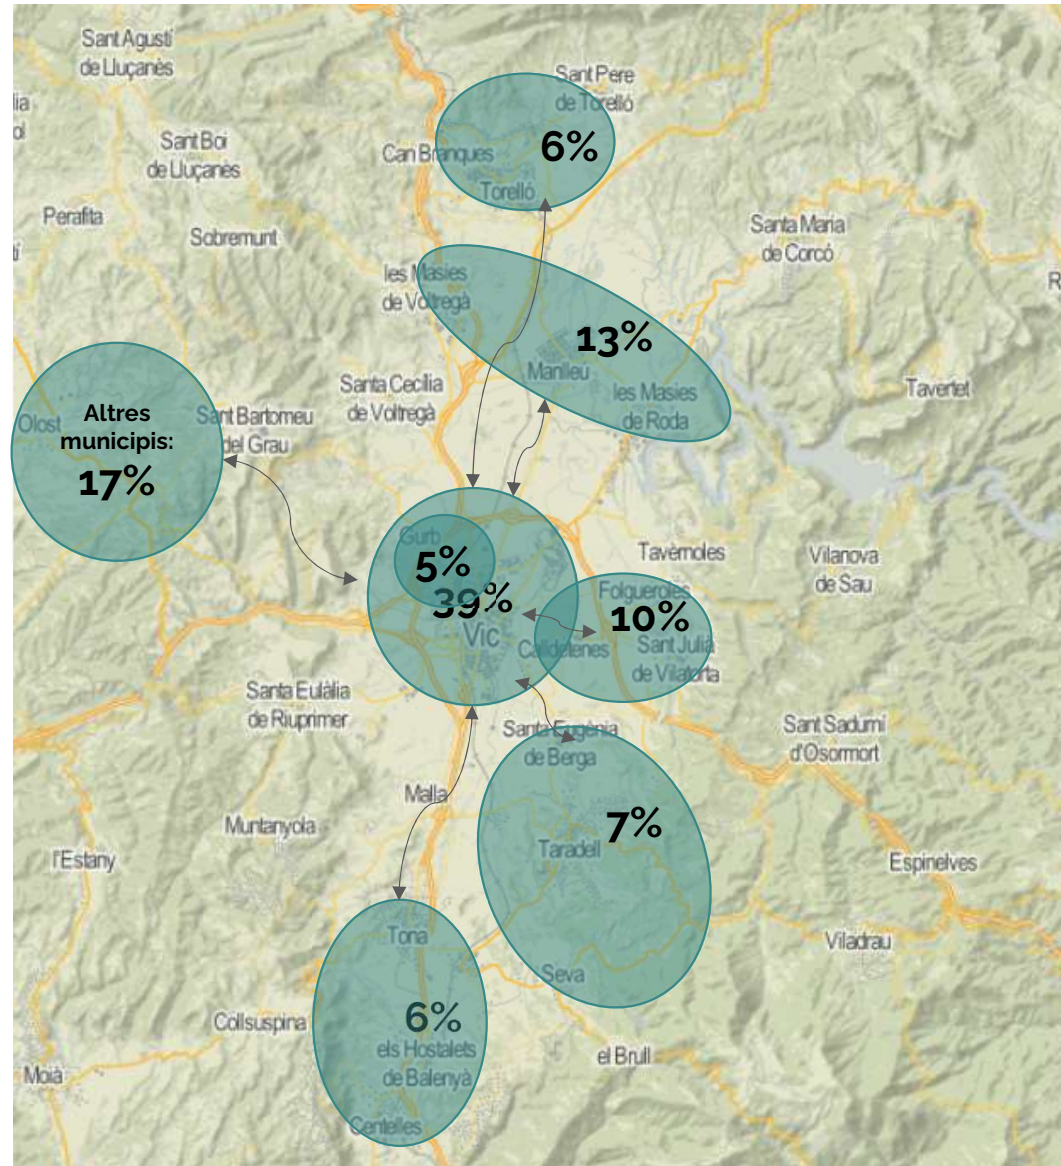 Sant Agustí
de Lluçanès
Sant Pere
de Torelló
lia
ol
Sant Boi
de Lluçanès
Can Branques
6%
Torelló
Perafita
Sobremunt
Santa Maria
de Corcó
tí
les Masies
de Voltregà
R
13%
Manlleu
Santa Cecília
de Voltregà
les Masies
de Roda
Tavertet
Olost
Altres
municipis:
17%
Sant Bartomeu
del Grau
Gurb
5%
39%
Vic
Tavèrnoles
Vilanova
de Sau
Folgueroles
10%
Calldetenes
Sant Julià
de Vilatorta
Santa Eulàlia
de Riuprimer
Santa Eugènia
de Berga
Sant Sadurní
d'Osormort
Malla
Muntanyola
7%
Taradell
l'Estany
Espinelves
Tona
Viladrau
Seva
Collsuspina
6%
els Hostalets
de Balenyà
el Brull
Moià
Centelles